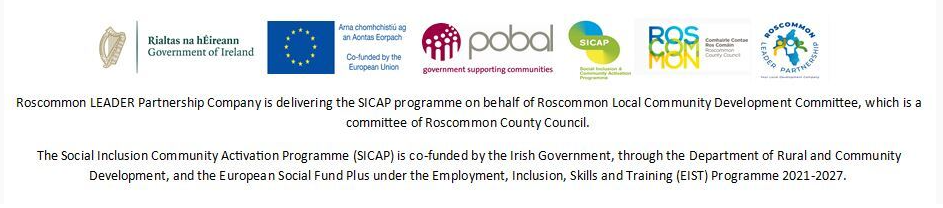 Rialtas na hÉireann
Government of Ireland
Arna chomhchistiú ag
an Aontas Eorpach
Co-funded by the
European Union
pobal
government supporting communities
SICAP
Social Inclusion &
Community Activation
Programme
ROS
COM
MON
Comhairle Contae
Ros Comáin
Roscommon
County Council
ROSCOMMON
LEADER PARTNERSHIP
Roscommon LEADER Partnership Company is delivering the SICAP programme on behalf of Roscommon Local Community Development Committee, which is a
committee of Roscommon County Council.
The Social Inclusion Community Activation Programme (SICAP) is co-funded by the Irish Government, through the Department of Rural and Community
Development, and the European Social Fund Plus under the Employment, Inclusion, Skills and Training (EIST) Programme 2021-2027.